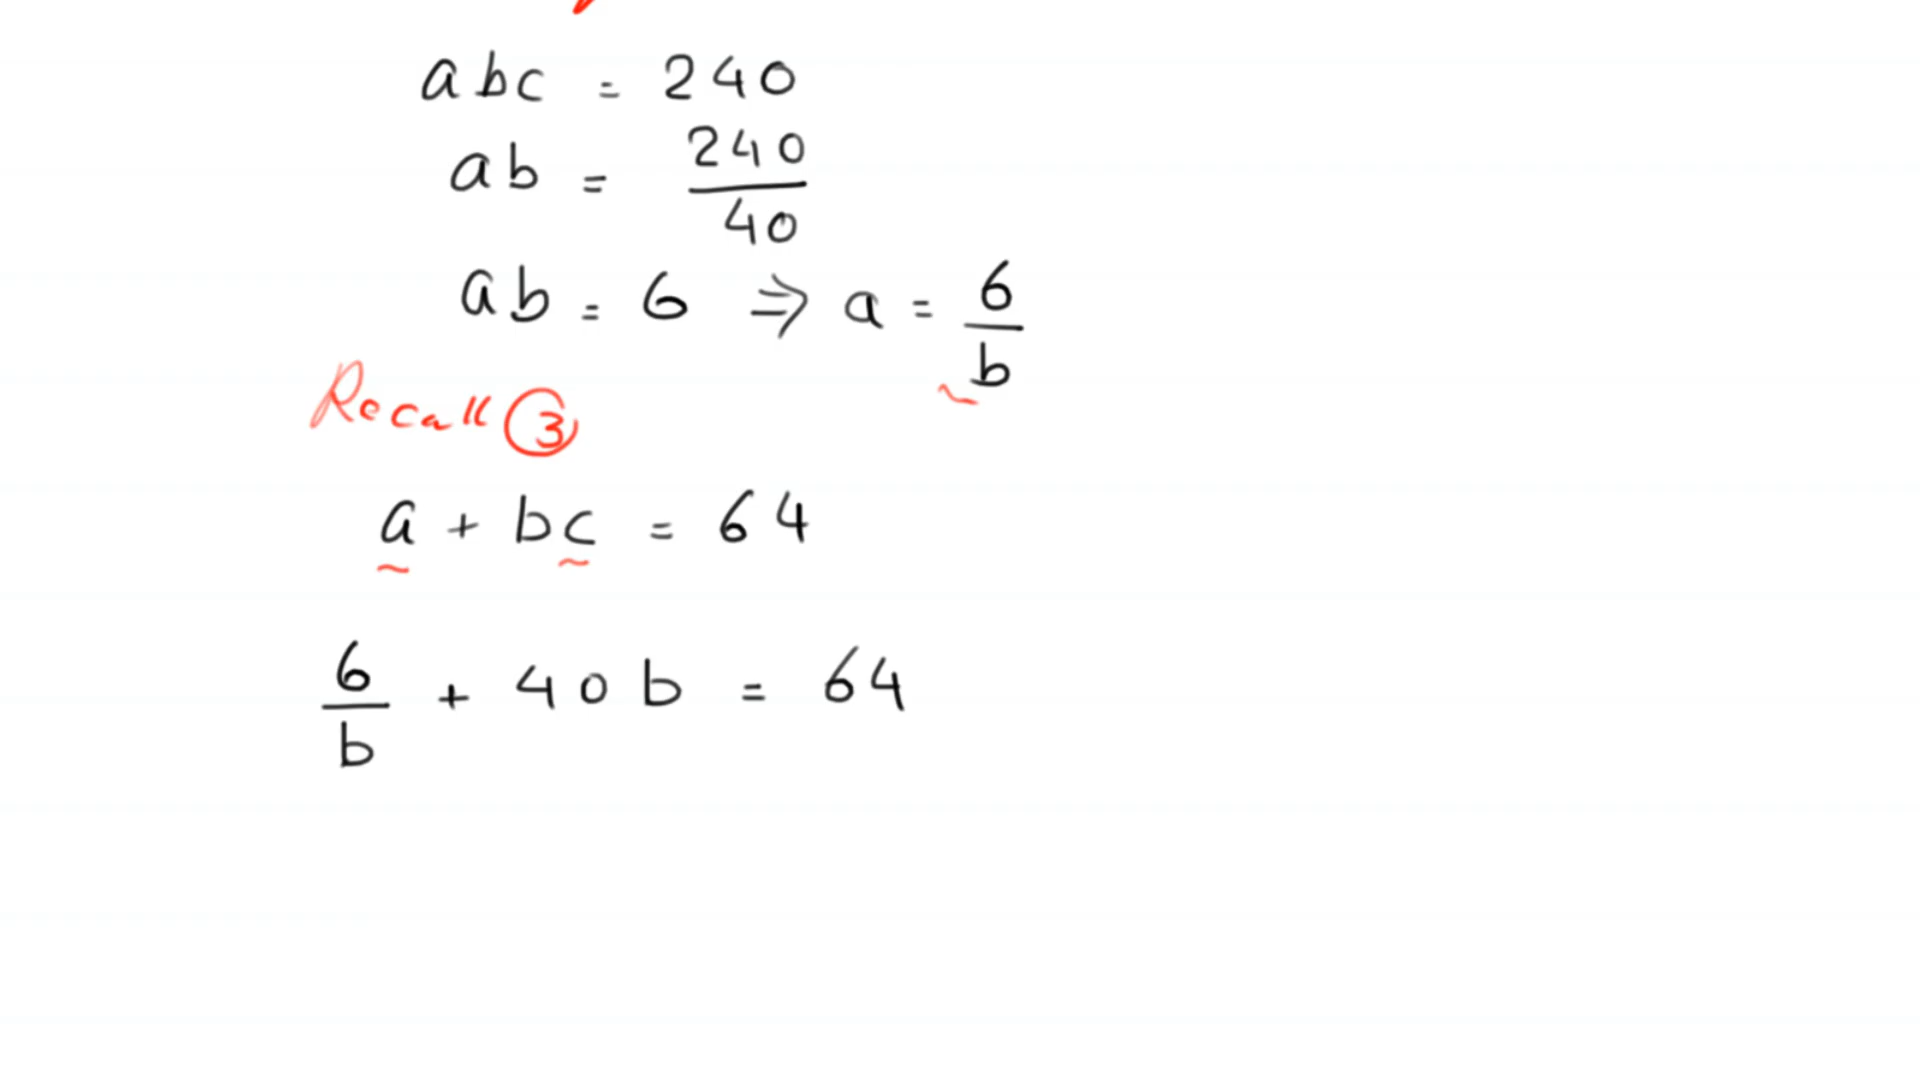 abc = 240
ab = 240/40
ab = 6 ⇒ a = 6/b
Recall ③
a + bc = 64
6/b + 40b = 64